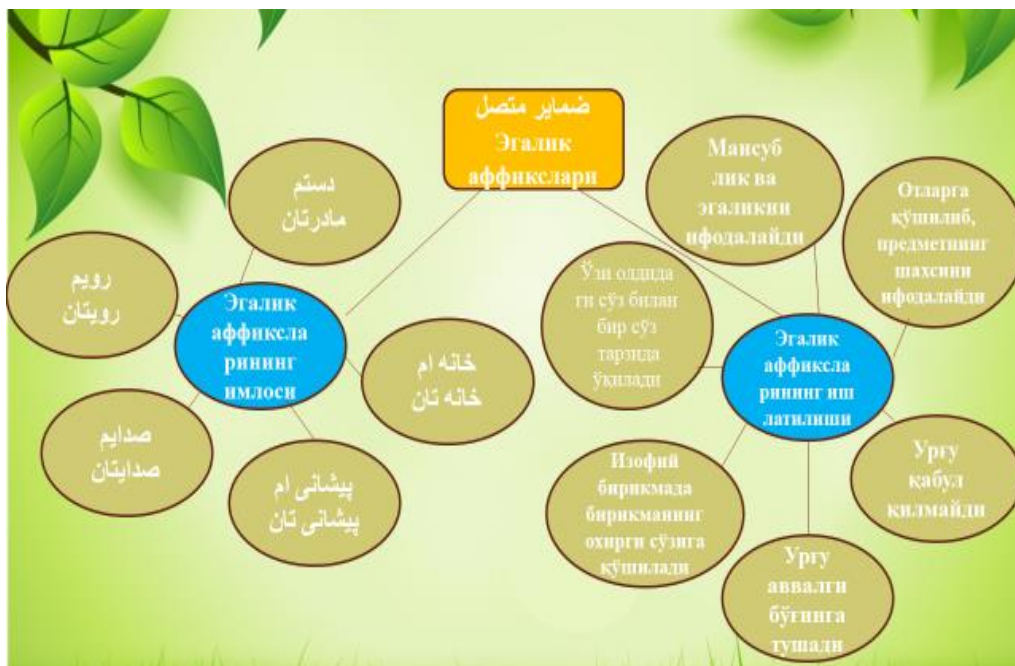 ضمایر متصل
Эгалик
аффикслари
دستم
مادرتان
رویم
رویتان
Эгалик
аффиксла
рининг
имлоси
خانه ام
خانه تان
صدایم
صدایتان
پیشانی ام
پیشانی تان
Мансуб
лик ва
эгаликни
ифодалайди
Отларга
қўшилиб,
предметнинг
шахсини
ифодалайди
Ўзи олдида
ги сўз билан
бир сўз
тарзида
ўқилади
Эгалик
аффиксла
рининг иш
латилиши
Изофий
бирикмада
бирикманинг
охирги сўзига
қўшилади
Урғу
қабул
қилмайди
Урғу
аввалги
бўғинга
тушади